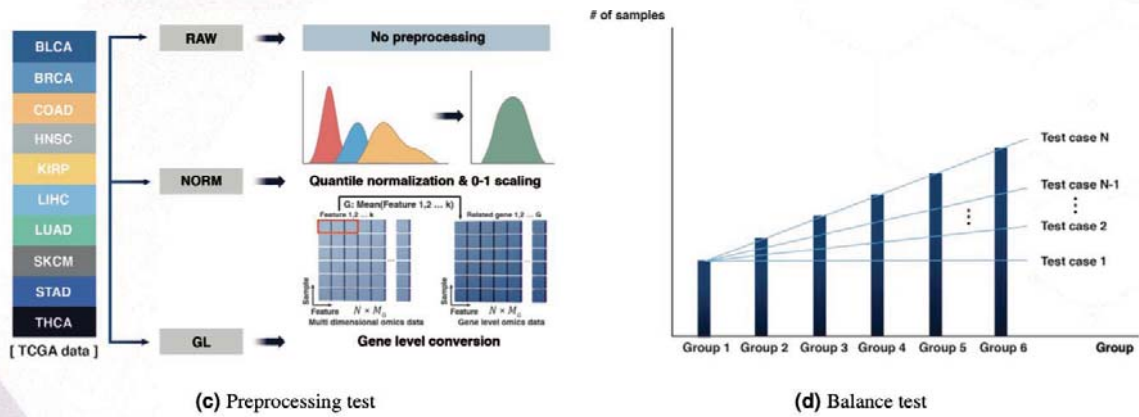 BLCA
BRCA
COAD
HNSC
KIRP
LIHC
LUAD
SKCM
STAD
THCA
[ TCGA data ]
RAW
No preprocessing
NORM
Quantile normalization & 0-1 scaling
G: Mean(Feature 1,2 ... k)
Feature 1,2 ... k
Related gene 1,2 ... G
...
...
Sample
Feature
N × M_G
Multi dimensional omics data
Sample
Feature
N × M_G
Gene level omics data
GL
Gene level conversion
(c) Preprocessing test
# of samples
Test case N
Test case N-1
⋮
⋮
Test case 2
Test case 1
Group 1 Group 2 Group 3 Group 4 Group 5 Group 6 Group
(d) Balance test